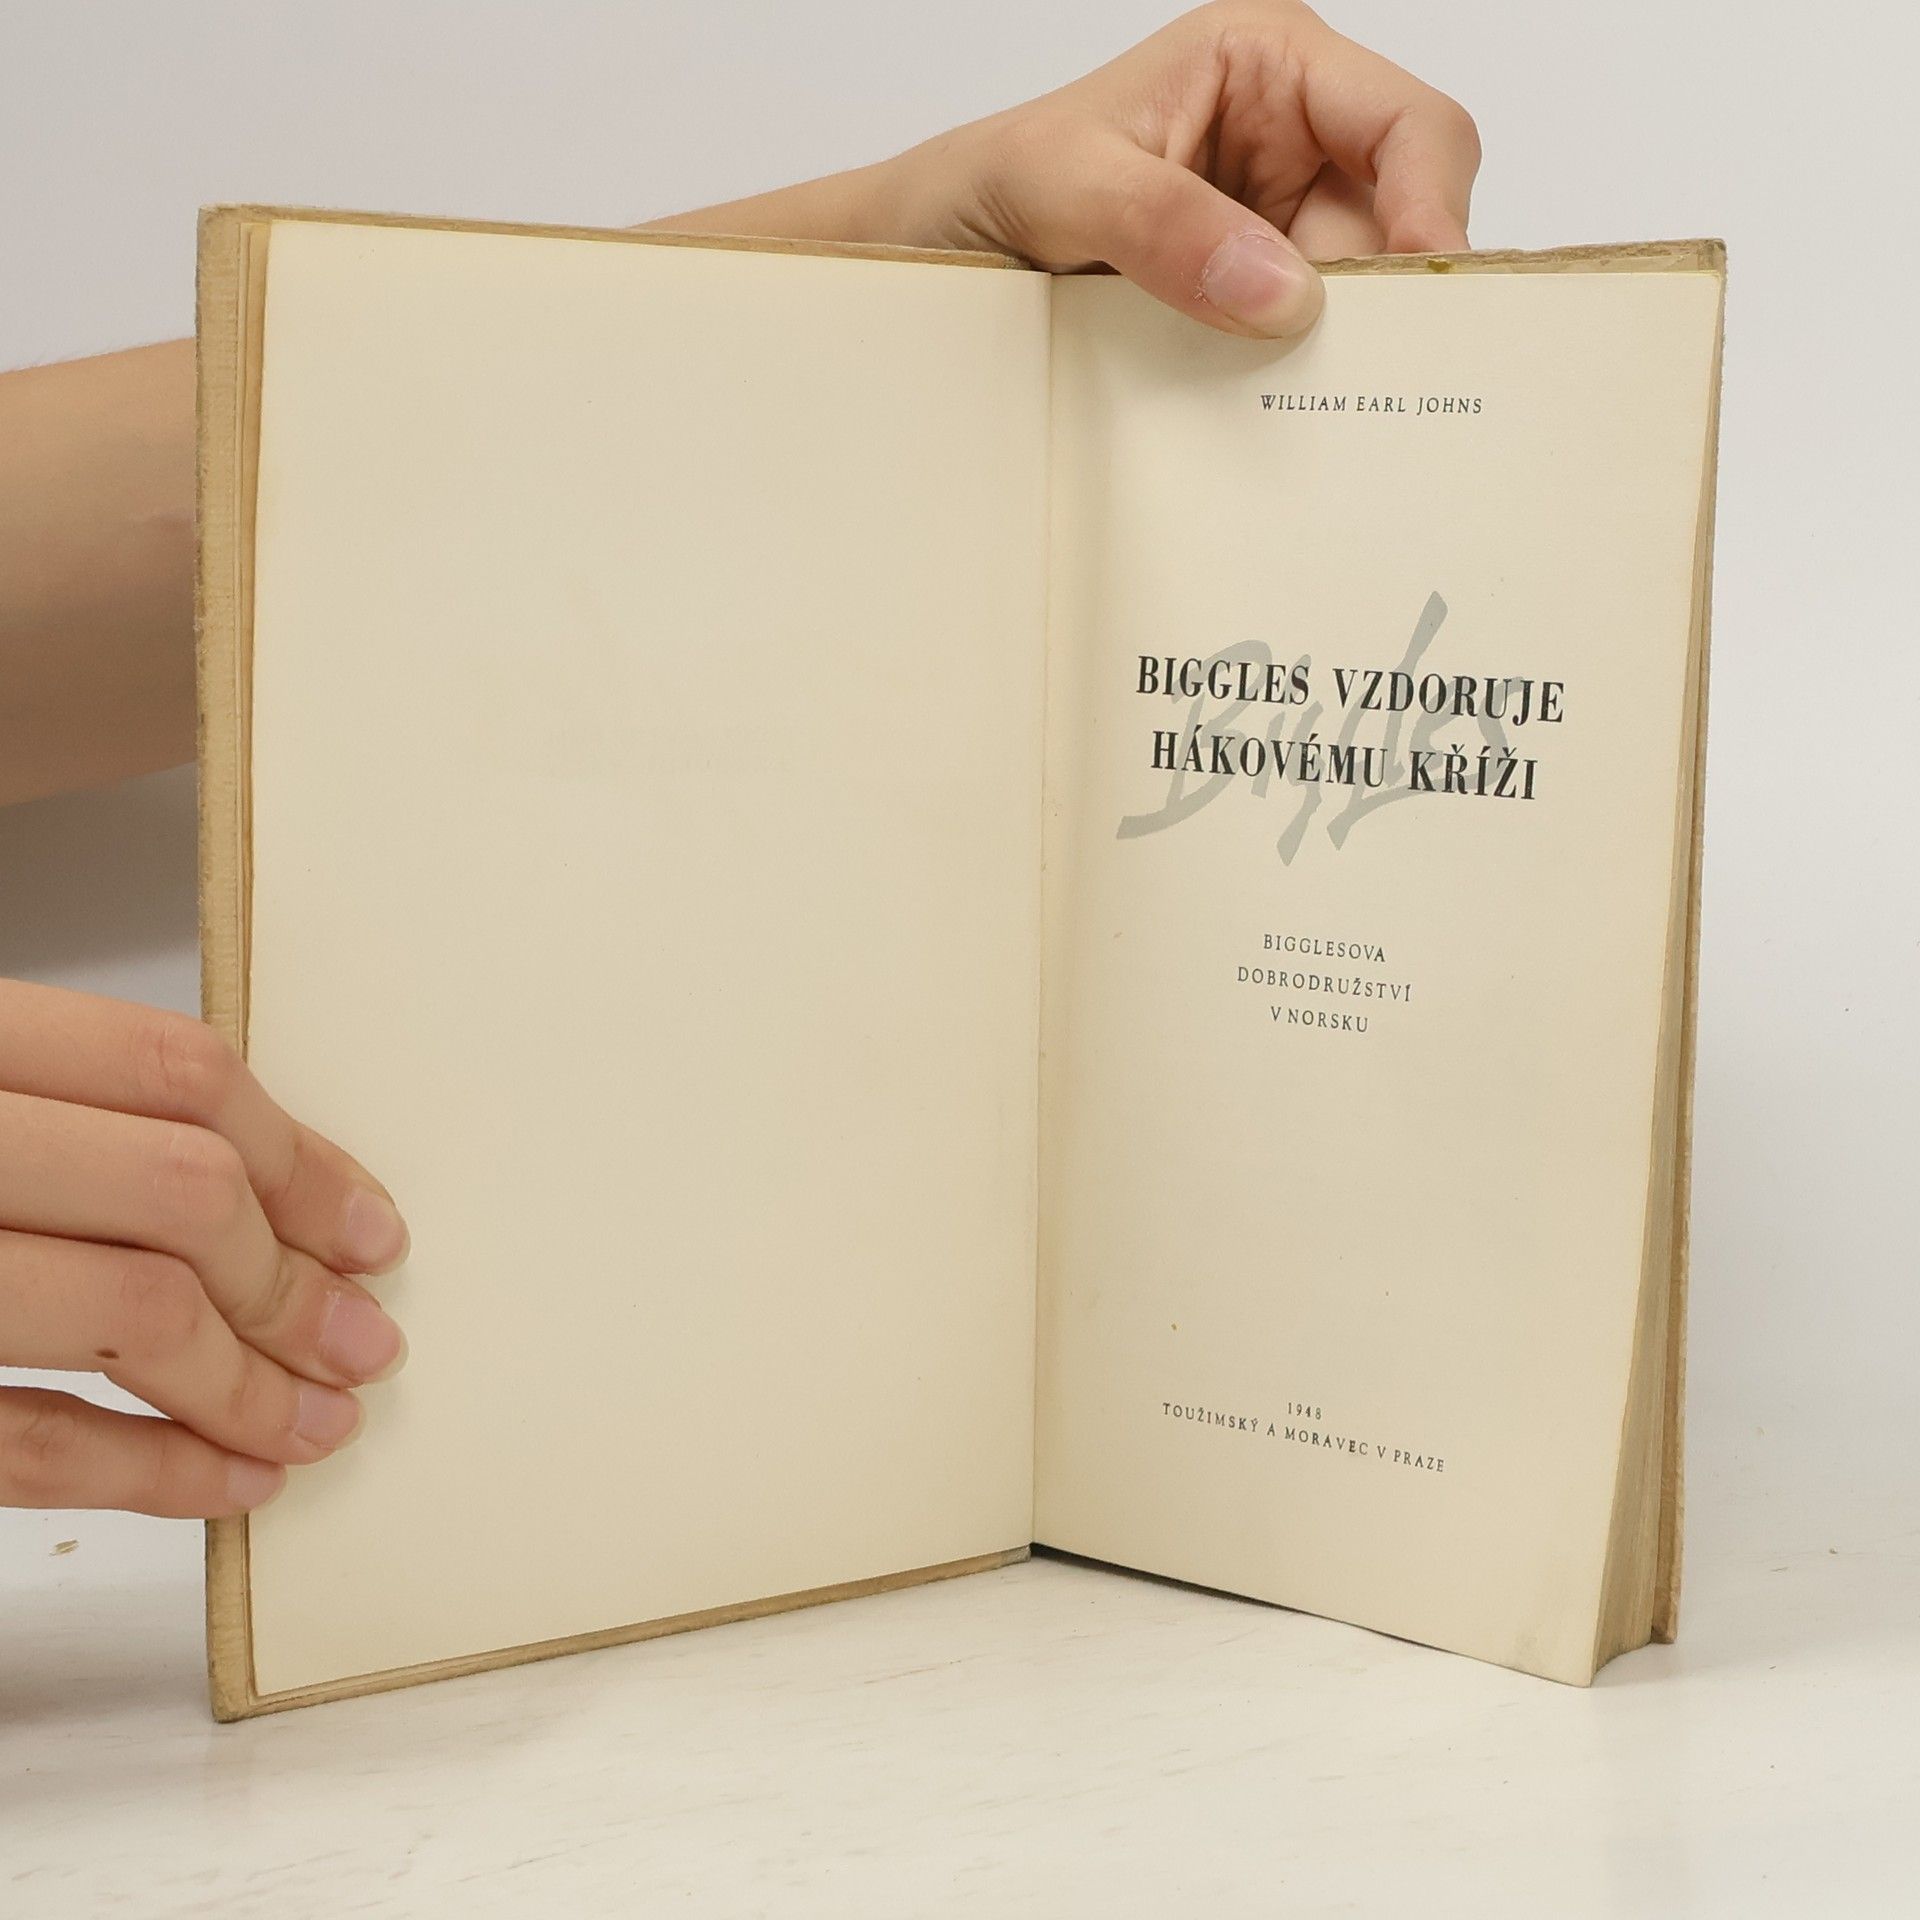 WILLIAM EARL JOHNS
Biggles
BIGGLES VZDORUJE
HÁKOVÉMU KŘÍŽI
BIGGLESOVA
DOBRODRUŽSTVÍ
V NORSKU
1948
TOUŽIMSKÝ A MORAVEC V PRAZE